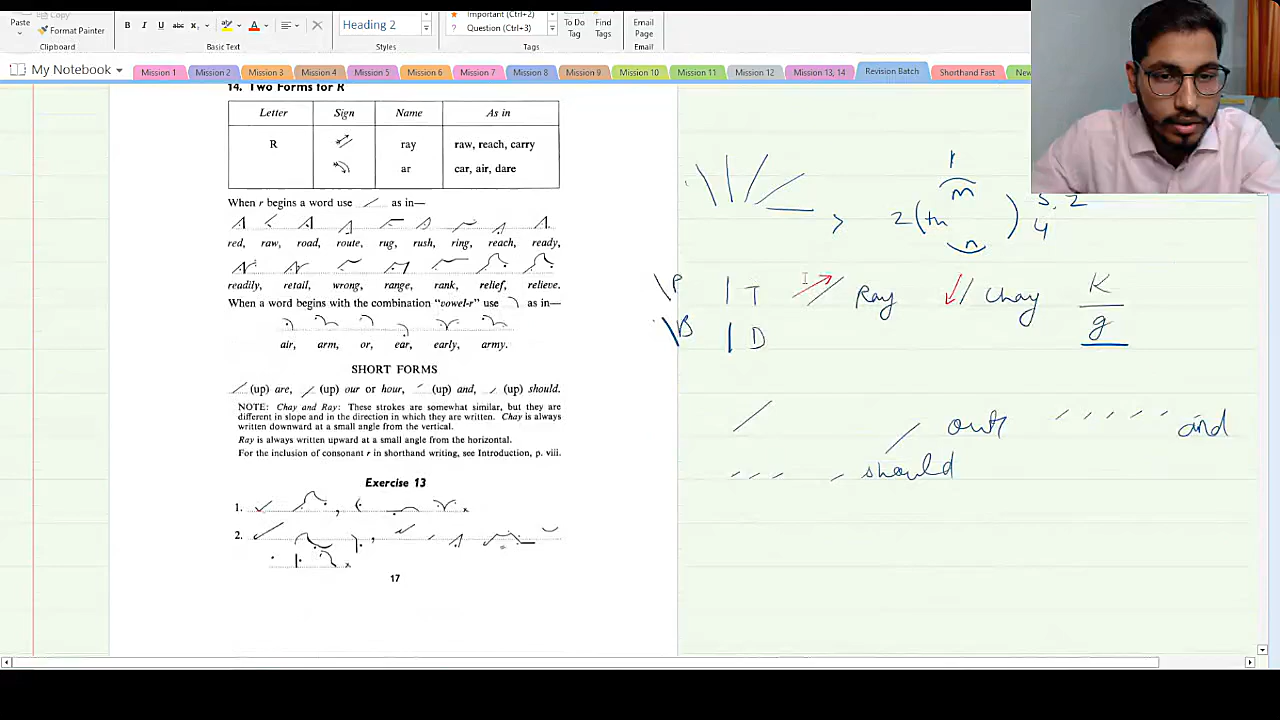 Copy
Important (Ctrl+2)
Paste
Format Painter
B I U abc X₂ A
Heading 2
Question (Ctrl+3)
To Do
Tag
Find
Tags
Email
Page
Clipboard
Basic Text
Styles
Tags
Email
My Notebook
Mission 1
Mission 2
Mission 3
Mission 4
Mission 5
Mission 6
Mission 7
Mission 8
Mission 9
Mission 10
Mission 11
Mission 12
Mission 13, 14
Revision Batch
Shorthand Fast
New
14. Two Forms for R
Letter Sign Name As in
R ray raw, reach, carry
ar car, air, dare
When r begins a word use as in—
red, raw, road, route, rug, rush, ring, reach, ready,
readily, retail, wrong, range, rank, relief, relieve.
When a word begins with the combination "vowel-r" use as in—
air, arm, or, ear, early, army.
SHORT FORMS
(up) are, (up) our or hour, (up) and, (up) should.
NOTE: Chay and Ray: These strokes are somewhat similar, but they are
different in slope and in the direction in which they are written. Chay is always
written downward at a small angle from the vertical.
Ray is always written upward at a small angle from the horizontal.
For the inclusion of consonant r in shorthand writing, see Introduction, p. viii.
Exercise 13
1.
2.
17
m
2 ( th ) 3, 2
n 4
P T Ray Chay K
B D g
our and
should